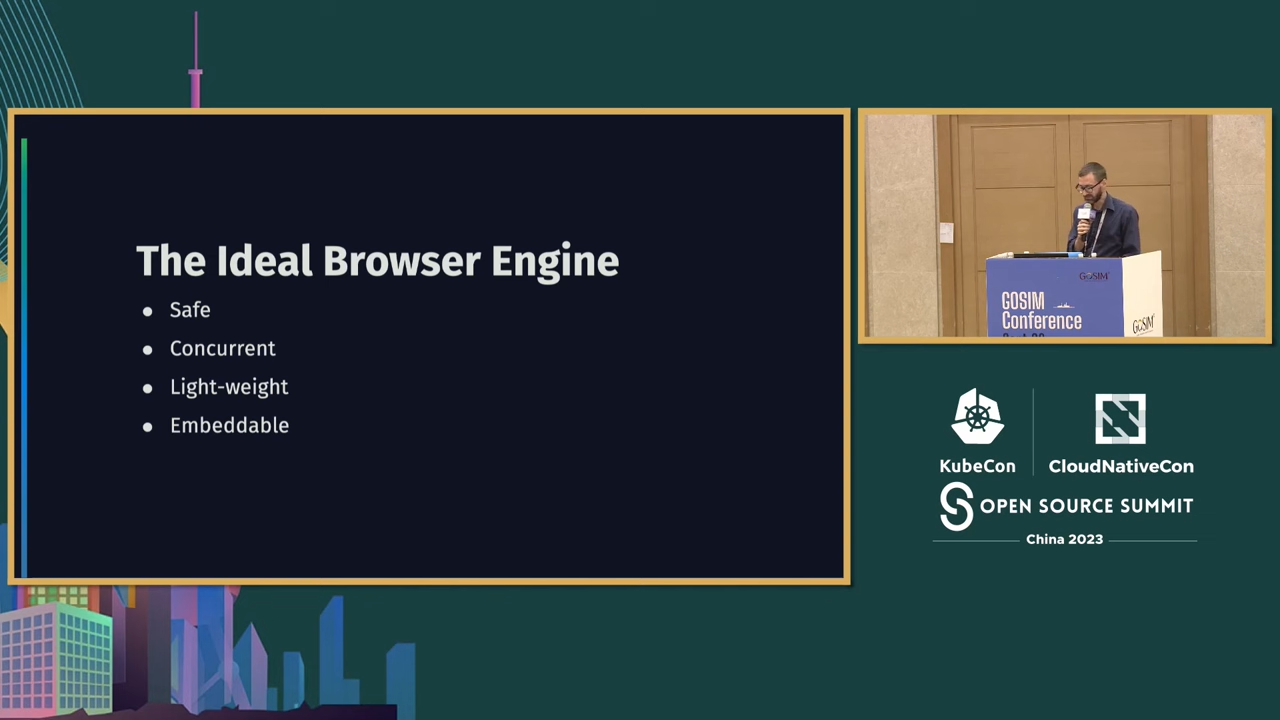 The Ideal Browser Engine
Safe
Concurrent
Light-weight
Embeddable
GOSIM
GOSIM
Conference
GOSIM
KubeCon
CloudNativeCon
OPEN SOURCE SUMMIT
China 2023